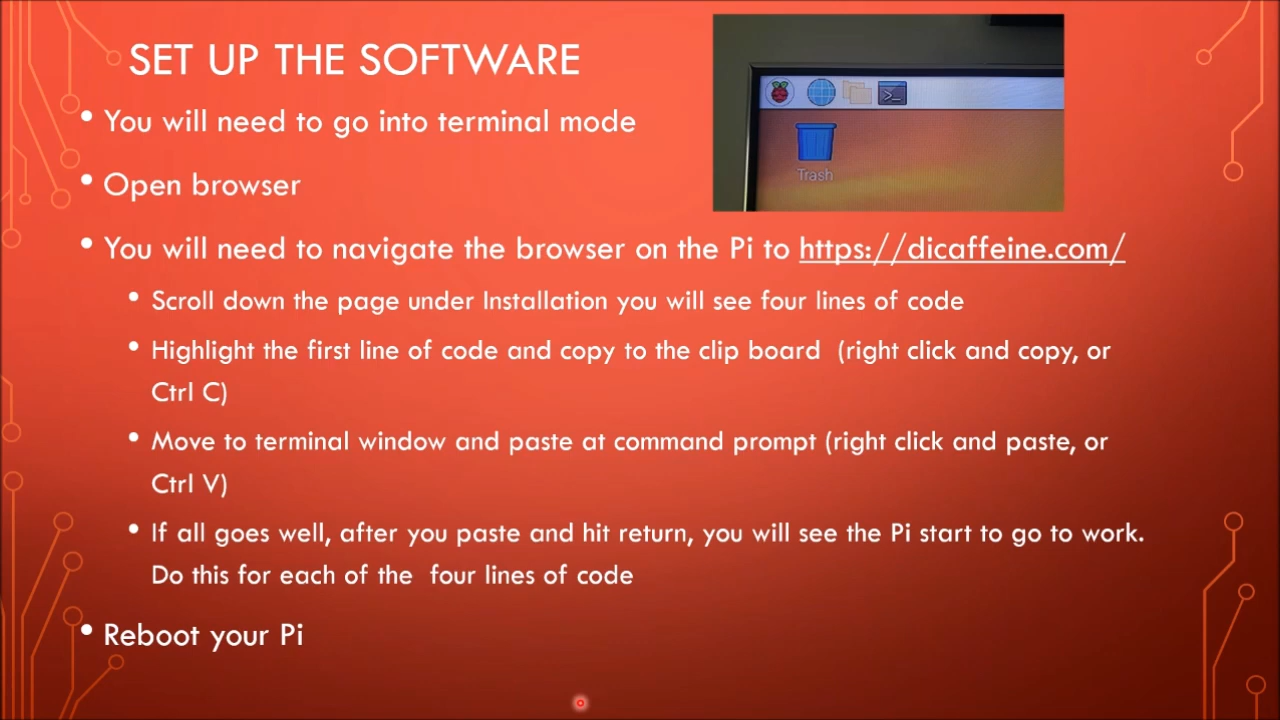 SET UP THE SOFTWARE
• You will need to go into terminal mode
• Open browser
• You will need to navigate the browser on the Pi to https://dicaffeine.com/
• Scroll down the page under Installation you will see four lines of code
• Highlight the first line of code and copy to the clip board (right click and copy, or
Ctrl C)
• Move to terminal window and paste at command prompt (right click and paste, or
Ctrl V)
• If all goes well, after you paste and hit return, you will see the Pi start to go to work.
Do this for each of the four lines of code
• Reboot your Pi
>_
Trash